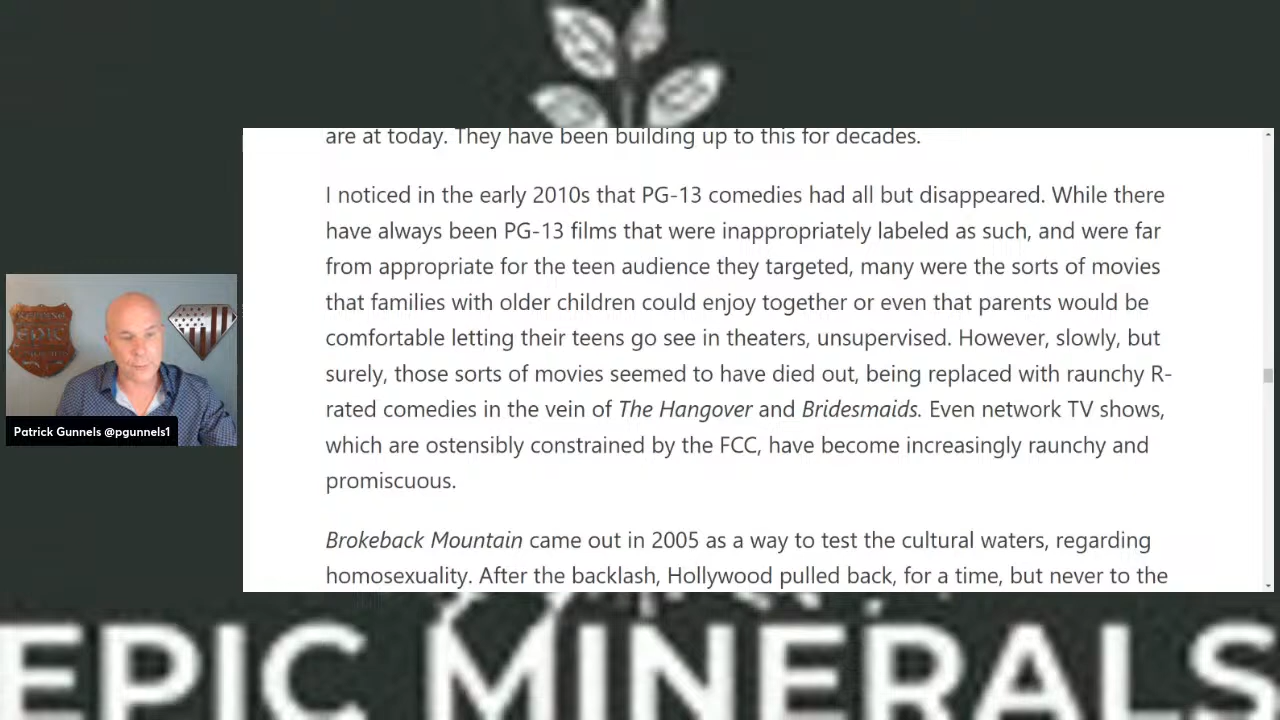 are at today. They have been building up to this for decades.
I noticed in the early 2010s that PG-13 comedies had all but disappeared. While there
have always been PG-13 films that were inappropriately labeled as such, and were far
from appropriate for the teen audience they targeted, many were the sorts of movies
that families with older children could enjoy together or even that parents would be
comfortable letting their teens go see in theaters, unsupervised. However, slowly, but
surely, those sorts of movies seemed to have died out, being replaced with raunchy R-
rated comedies in the vein of The Hangover and Bridesmaids. Even network TV shows,
which are ostensibly constrained by the FCC, have become increasingly raunchy and
promiscuous.
Brokeback Mountain came out in 2005 as a way to test the cultural waters, regarding
homosexuality. After the backlash, Hollywood pulled back, for a time, but never to the
EPIC
Patrick Gunnels @pgunnels1
EPIC MINERALS